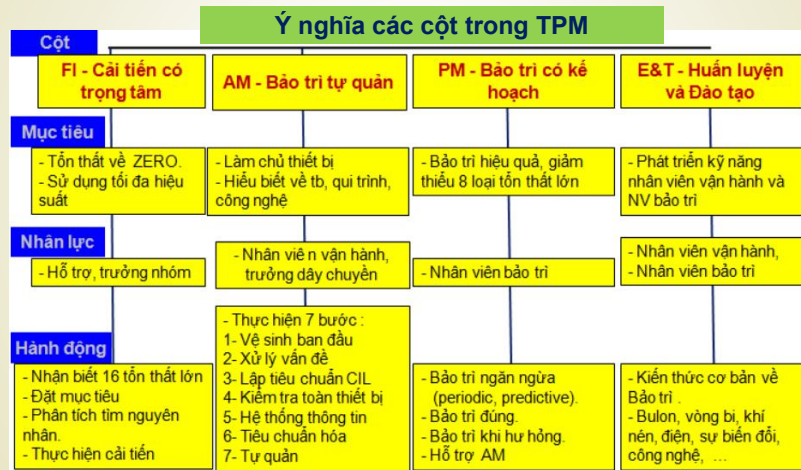 Ý nghĩa các cột trong TPM
Cột
FI - Cải tiến có
trọng tâm
AM - Bảo trì tự quản
PM - Bảo trì có kế
hoạch
E&T - Huấn luyện
và Đào tạo
Mục tiêu
- Tổn thất về ZERO.
- Sử dụng tối đa hiệu
suất
- Làm chủ thiết bị
- Hiểu biết về tb, qui trình,
công nghệ
- Bảo trì hiệu quả, giảm
thiểu 8 loại tổn thất lớn
- Phát triển kỹ năng
nhân viên vận hành và
NV bảo trì
Nhân lực
- Hỗ trợ, trưởng nhóm
- Nhân viên vận hành,
trưởng dây chuyền
- Nhân viên bảo trì
- Nhân viên vận hành,
- Nhân viên bảo trì
Hành động
- Nhận biết 16 tổn thất lớn
- Đặt mục tiêu
- Phân tích tìm nguyên
nhân.
- Thực hiện cải tiến
- Thực hiện 7 bước :
1- Vệ sinh ban đầu
2- Xử lý vấn đề
3- Lập tiêu chuẩn CIL
4- Kiểm tra toàn thiết bị
5- Hệ thống thông tin
6- Tiêu chuẩn hóa
7- Tự quản
- Bảo trì ngăn ngừa
(periodic, predictive).
- Bảo trì đúng.
- Bảo trì khi hư hỏng.
- Hỗ trợ AM
- Kiến thức cơ bản về
Bảo trì .
- Bulon, vòng bi, khí
nén, điện, sự biến đổi,
công nghệ, ...